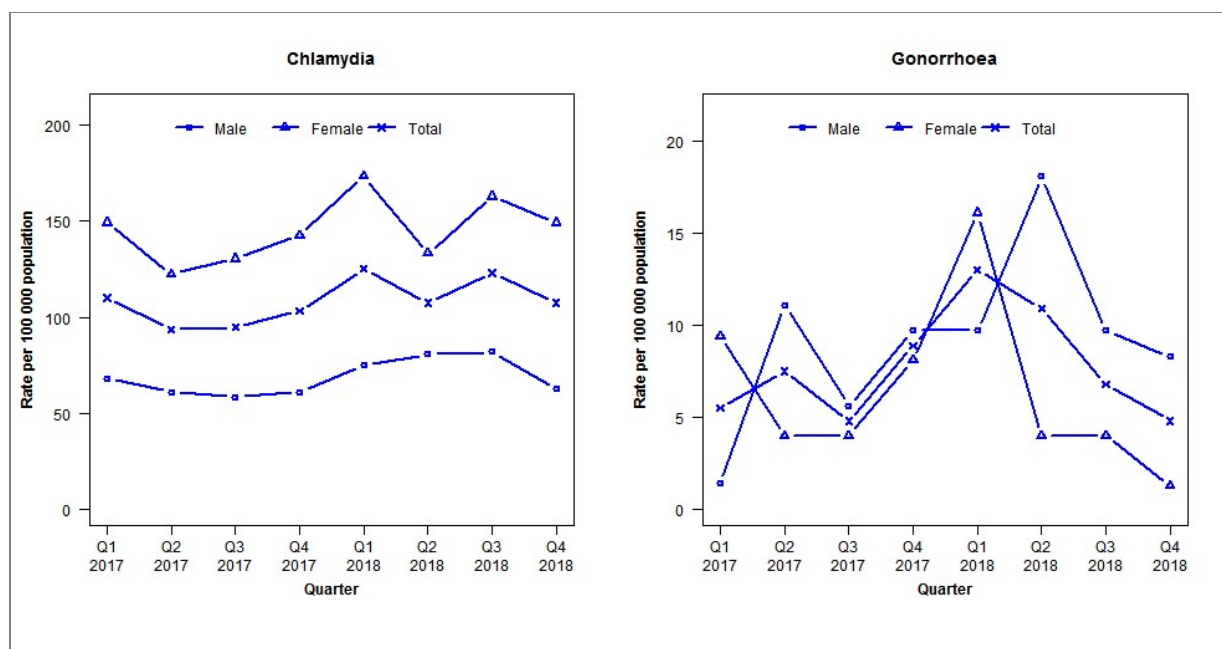 Chlamydia
Male Female Total
200
150
100
50
0
Rate per 100 000 population
Q1 Q2 Q3 Q4 Q1 Q2 Q3 Q4
2017 2017 2017 2017 2018 2018 2018 2018
Quarter
Gonorrhoea
Male Female Total
20
15
10
5
0
Rate per 100 000 population
Q1 Q2 Q3 Q4 Q1 Q2 Q3 Q4
2017 2017 2017 2017 2018 2018 2018 2018
Quarter